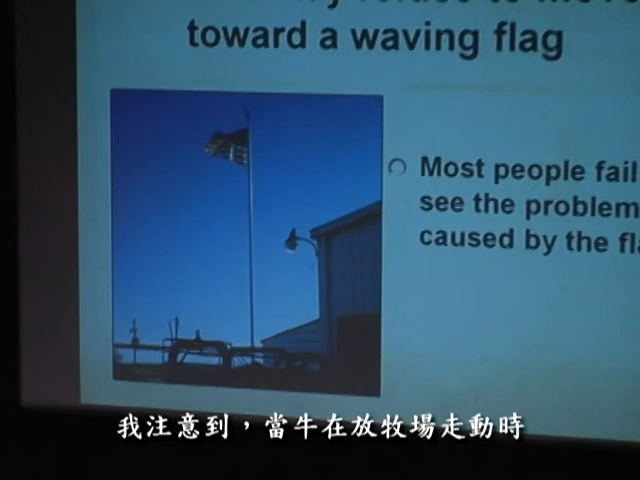 toward a waving flag
Most people fail
see the problem
caused by the fla
我注意到，當牛在放牧場走動時